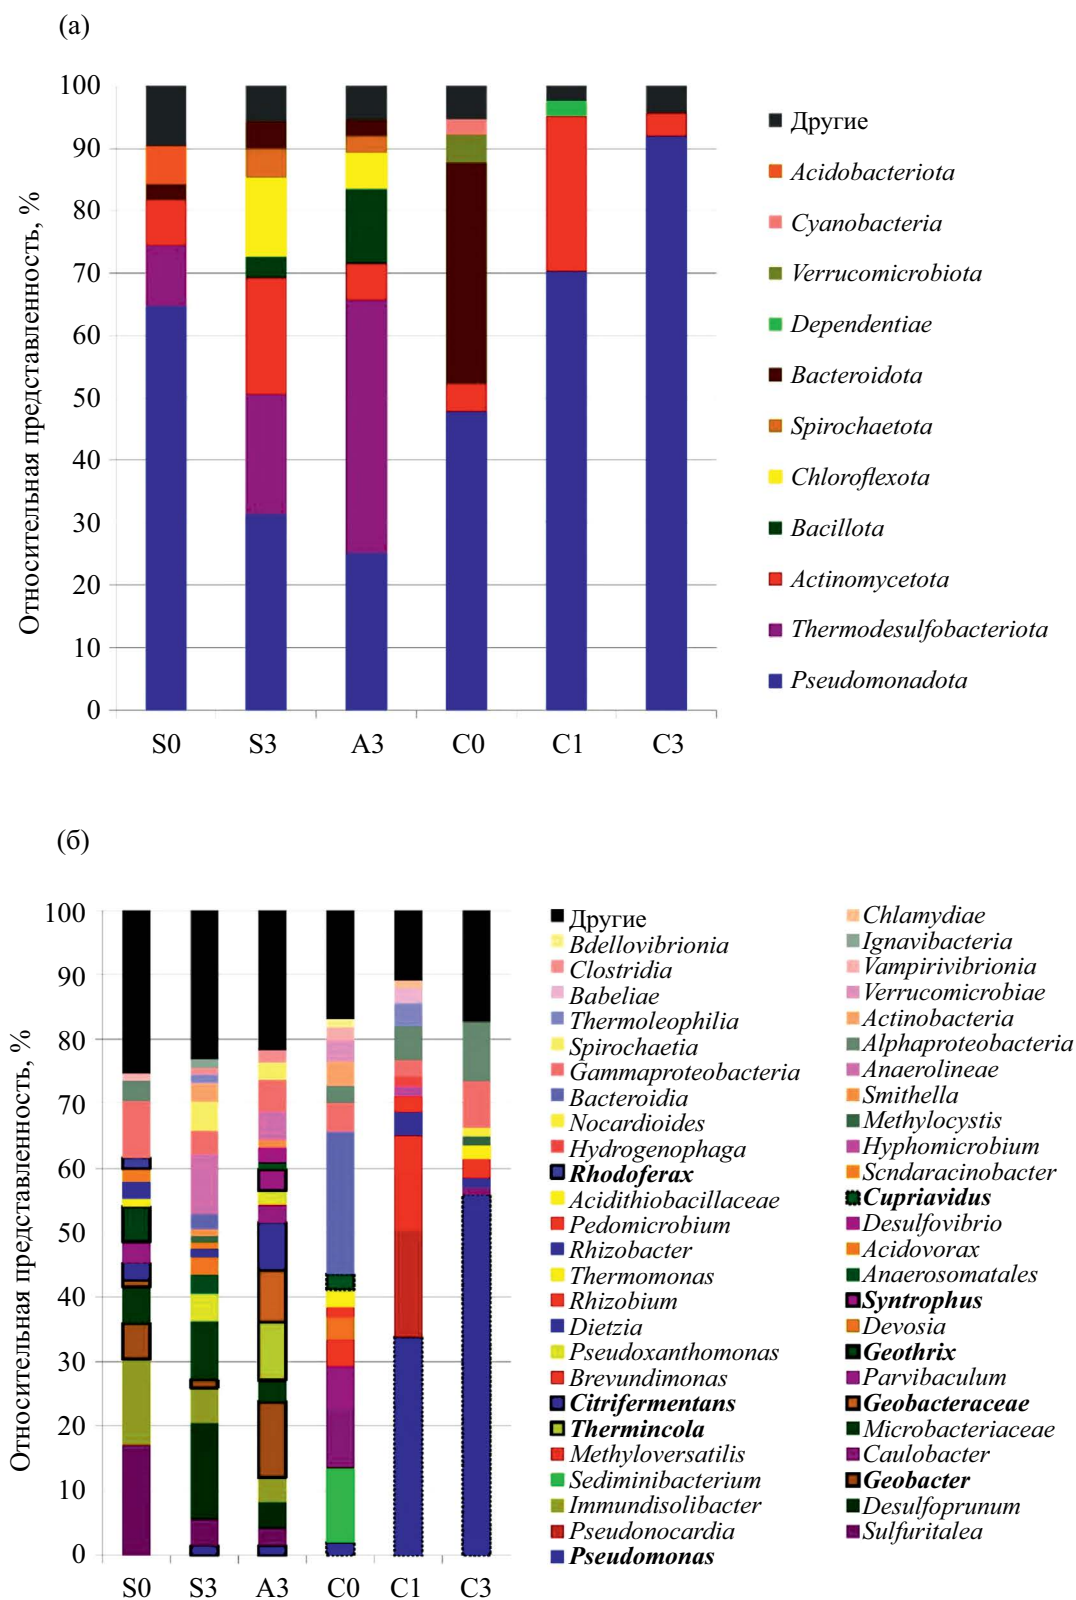 (а)
Относительная представленность, %
100
90
80
70
60
50
40
30
20
10
0
S0 S3 A3 C0 C1 C3
Другие
Acidobacteriota
Cyanobacteria
Verrucomicrobiota
Dependentiae
Bacteroidota
Spirochaetota
Chloroflexota
Bacillota
Actinomycetota
Thermodesulfobacteriota
Pseudomonadota
(б)
Относительная представленность, %
100
90
80
70
60
50
40
30
20
10
0
S0 S3 A3 C0 C1 C3
Другие
Bdellovibrionia
Clostridia
Babeliae
Thermoleophilia
Spirochaetia
Gammaproteobacteria
Bacteroidia
Nocardioides
Hydrogenophaga
Rhodoferax
Acidithiobacillaceae
Pedomicrobium
Rhizobacter
Thermomonas
Rhizobium
Dietzia
Pseudoxanthomonas
Brevundimonas
Citrifermentans
Thermincola
Methyloversatilis
Sediminibacterium
Immundisolibacter
Pseudonocardia
Pseudomonas
Chlamydiae
Ignavibacteria
Vampirivibrionia
Verrucomicrobiae
Actinobacteria
Alphaproteobacteria
Anaerolineae
Smithella
Methylocystis
Hyphomicrobium
Scndaracinobacter
Cupriavidus
Desulfovibrio
Acidovorax
Anaerosomatales
Syntrophus
Devosia
Geothrix
Parvibaculum
Geobacteraceae
Microbacteriaceae
Caulobacter
Geobacter
Desulfoprunum
Sulfuritalea